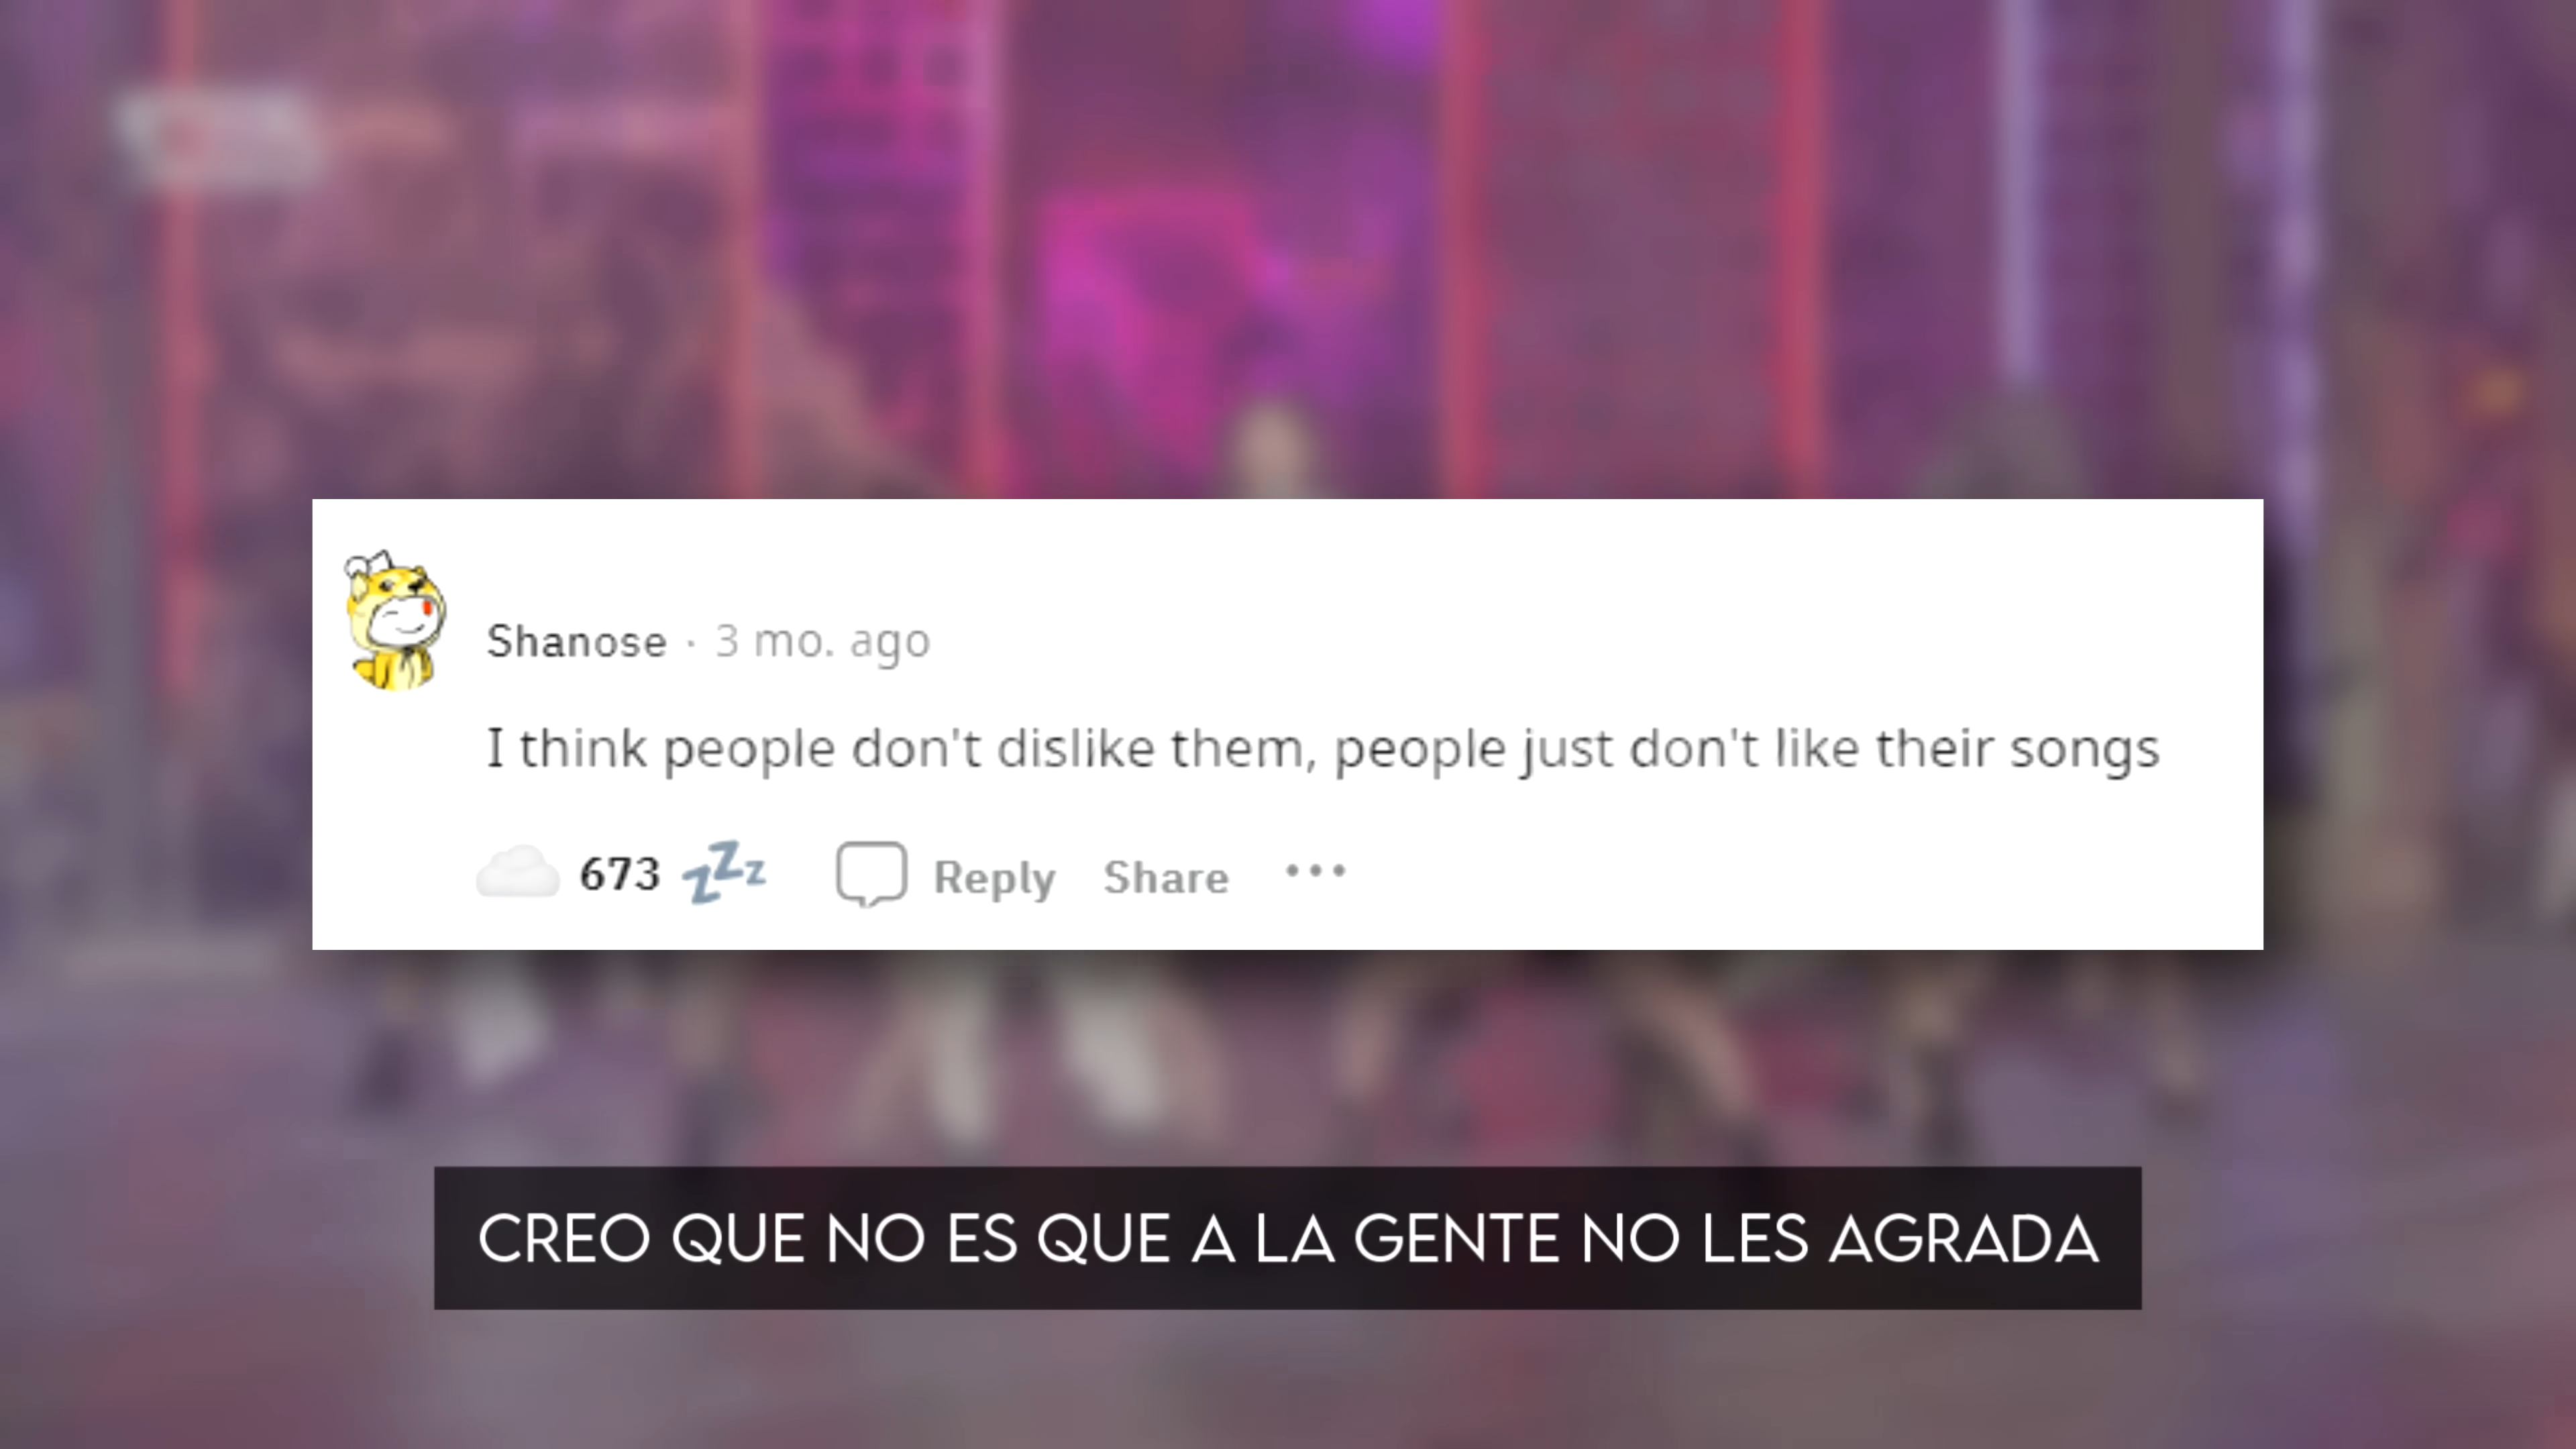 Shanose · 3 mo. ago
I think people don't dislike them, people just don't like their songs
673 Reply Share ...
CREO QUE NO ES QUE A LA GENTE NO LES AGRADA